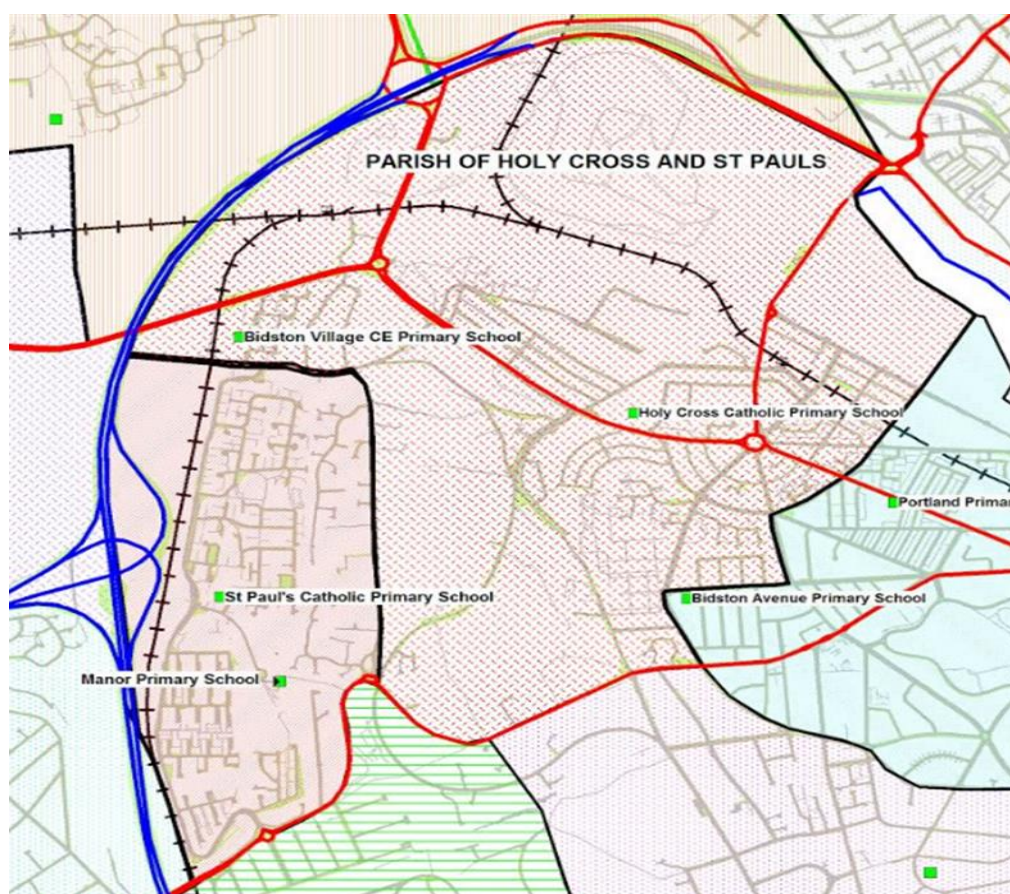 PARISH OF HOLY CROSS AND ST PAULS
Bidston Village CE Primary School
Holy Cross Catholic Primary School
Portland Primar
St Paul's Catholic Primary School
Bidston Avenue Primary School
Manor Primary School